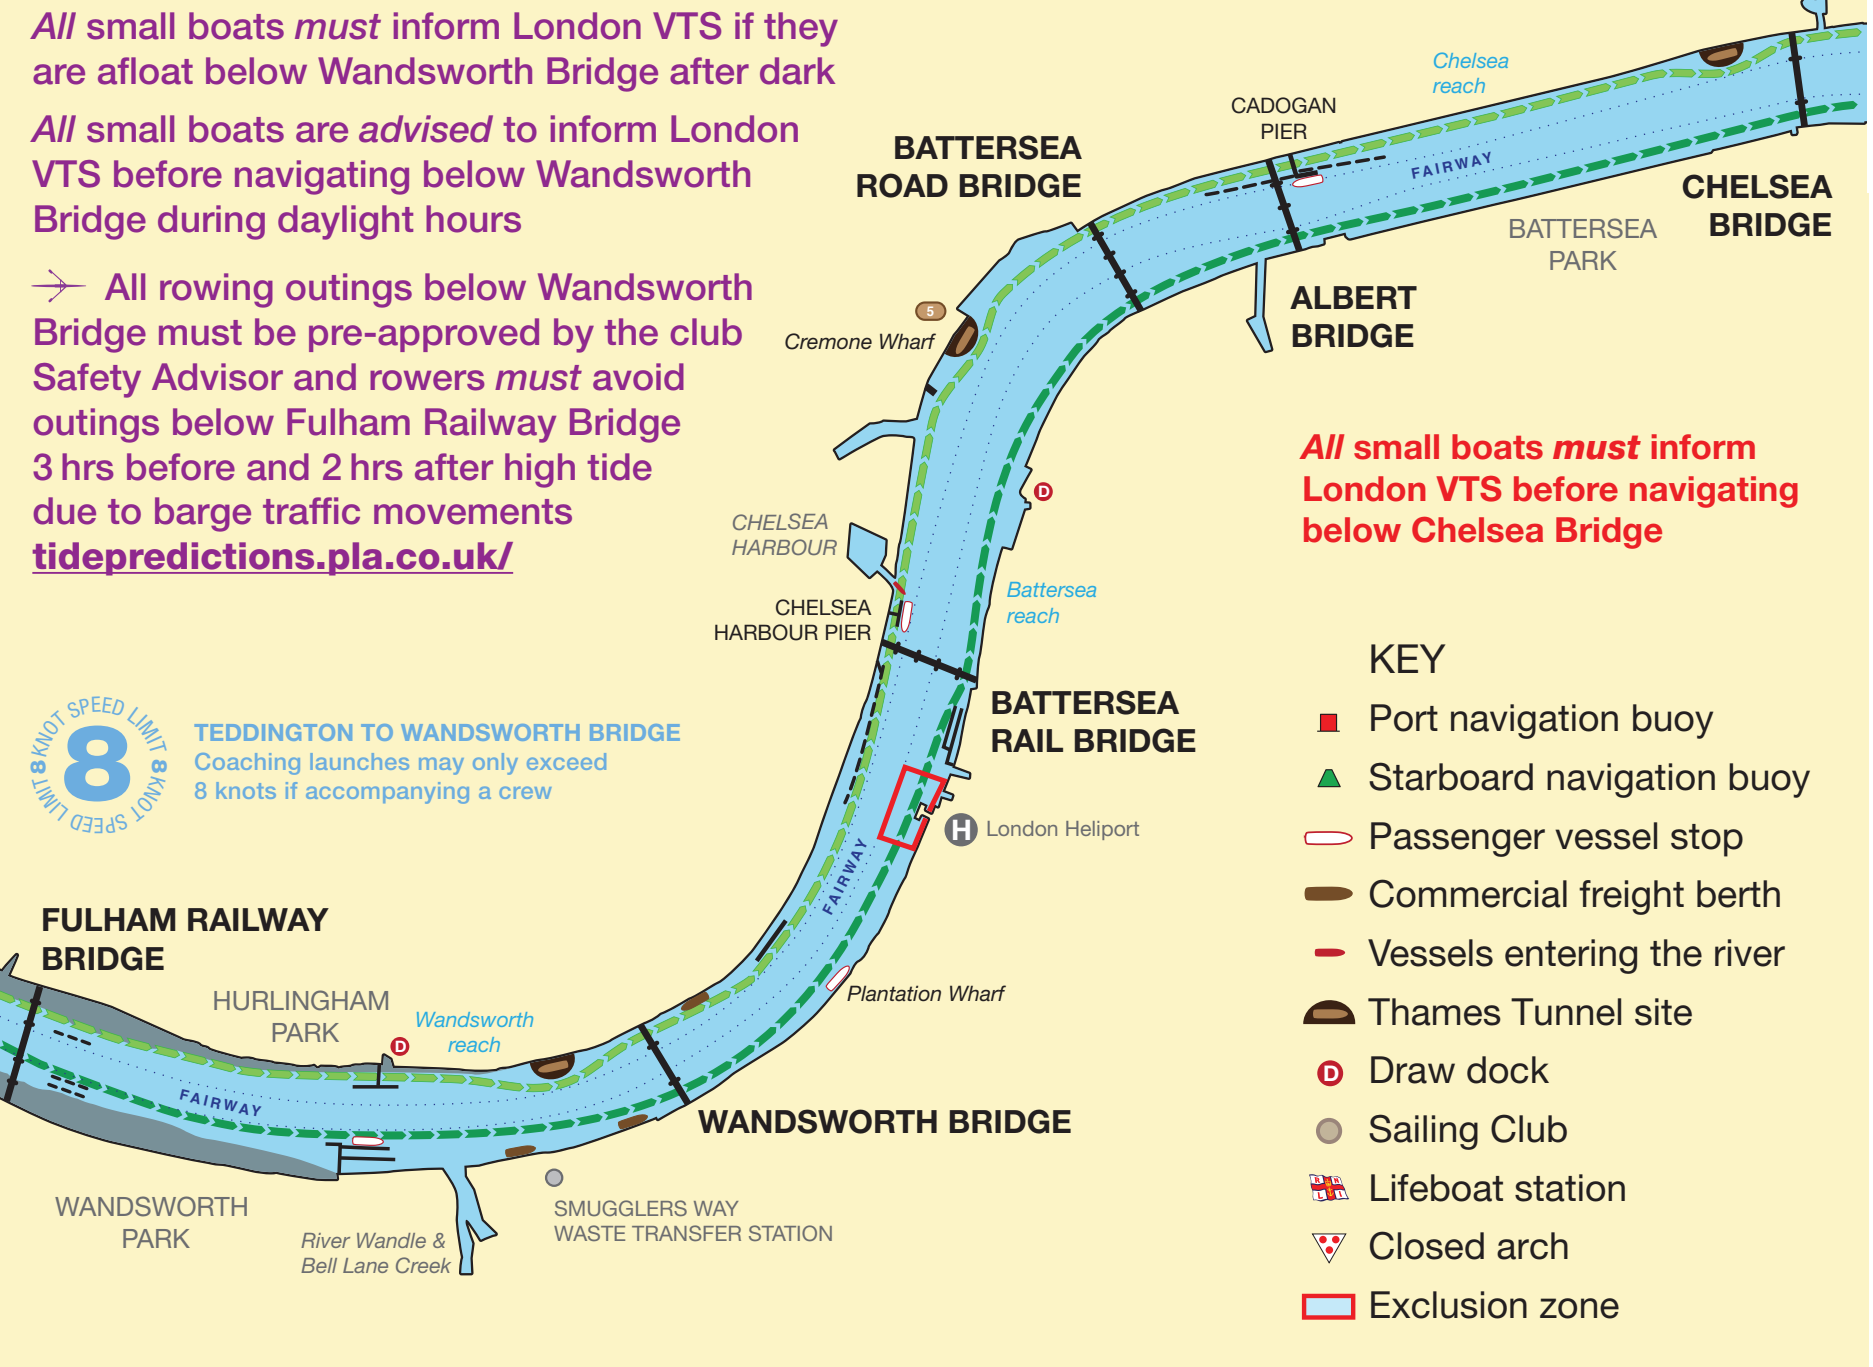 All small boats must inform London VTS if they
are afloat below Wandsworth Bridge after dark
All small boats are advised to inform London
VTS before navigating below Wandsworth
Bridge during daylight hours
All rowing outings below Wandsworth
Bridge must be pre-approved by the club
Safety Advisor and rowers must avoid
outings below Fulham Railway Bridge
3 hrs before and 2 hrs after high tide
due to barge traffic movements
tidepredictions.pla.co.uk/
8 KNOT SPEED LIMIT 8 KNOT SPEED LIMIT
8
TEDDINGTON TO WANDSWORTH BRIDGE
Coaching launches may only exceed
8 knots if accompanying a crew
Chelsea
reach
CADOGAN
PIER
BATTERSEA
ROAD BRIDGE
FAIRWAY
CHELSEA
BRIDGE
BATTERSEA
PARK
ALBERT
BRIDGE
5
Cremone Wharf
D
CHELSEA
HARBOUR
Battersea
reach
CHELSEA
HARBOUR PIER
BATTERSEA
RAIL BRIDGE
H
London Heliport
FAIRWAY
Plantation Wharf
FULHAM RAILWAY
BRIDGE
HURLINGHAM
PARK
D
Wandsworth
reach
FAIRWAY
WANDSWORTH BRIDGE
WANDSWORTH
PARK
River Wandle &
Bell Lane Creek
SMUGGLERS WAY
WASTE TRANSFER STATION
All small boats must inform
London VTS before navigating
below Chelsea Bridge
KEY
Port navigation buoy
Starboard navigation buoy
Passenger vessel stop
Commercial freight berth
Vessels entering the river
Thames Tunnel site
D Draw dock
Sailing Club
RNLI Lifeboat station
Closed arch
Exclusion zone